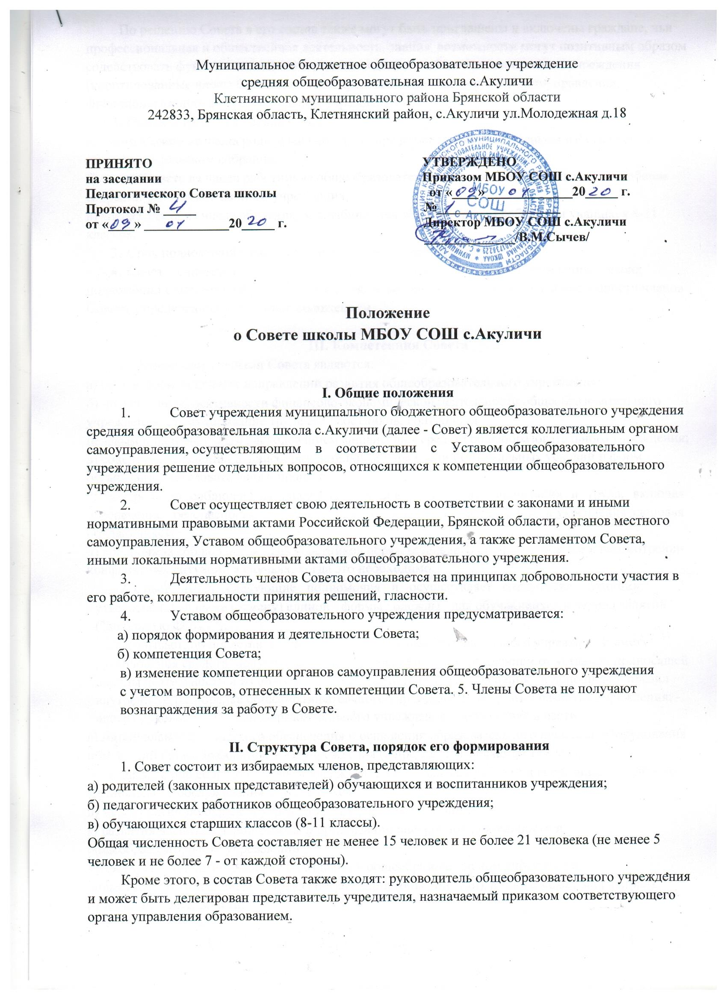 Муниципальное бюджетное общеобразовательное учреждение
средняя общеобразовательная школа с.Акуличи
Клетнянского муниципального района Брянской области
242833, Брянская область, Клетнянский район, с.Акуличи ул.Молодежная д.18
ПРИНЯТО
на заседании
Педагогического Совета школы
Протокол № 4
от «09» 01 2020 г.
УТВЕРЖДЕНО
Приказом МБОУ СОШ с.Акуличи
от «09» 01 2020 г.
№ 1
Директор МБОУ СОШ с.Акуличи
/В.М.Сычев/
МБОУ
СОШ
с Акуличи
Положение
о Совете школы МБОУ СОШ с.Акуличи
I. Общие положения
1. Совет учреждения муниципального бюджетного общеобразовательного учреждения
средняя общеобразовательная школа с.Акуличи (далее - Совет) является коллегиальным органом
самоуправления, осуществляющим в соответствии с Уставом общеобразовательного
учреждения решение отдельных вопросов, относящихся к компетенции общеобразовательного
учреждения.
2. Совет осуществляет свою деятельность в соответствии с законами и иными
нормативными правовыми актами Российской Федерации, Брянской области, органов местного
самоуправления, Уставом общеобразовательного учреждения, а также регламентом Совета,
иными локальными нормативными актами общеобразовательного учреждения.
3. Деятельность членов Совета основывается на принципах добровольности участия в
его работе, коллегиальности принятия решений, гласности.
4. Уставом общеобразовательного учреждения предусматривается:
а) порядок формирования и деятельности Совета;
б) компетенция Совета;
в) изменение компетенции органов самоуправления общеобразовательного учреждения
с учетом вопросов, отнесенных к компетенции Совета. 5. Члены Совета не получают
вознаграждения за работу в Совете.
II. Структура Совета, порядок его формирования
1. Совет состоит из избираемых членов, представляющих:
а) родителей (законных представителей) обучающихся и воспитанников учреждения;
б) педагогических работников общеобразовательного учреждения;
в) обучающихся старших классов (8-11 классы).
Общая численность Совета составляет не менее 15 человек и не более 21 человека (не менее 5
человек и не более 7 - от каждой стороны).
Кроме этого, в состав Совета также входят: руководитель общеобразовательного учреждения
и может быть делегирован представитель учредителя, назначаемый приказом соответствующего
органа управления образованием.